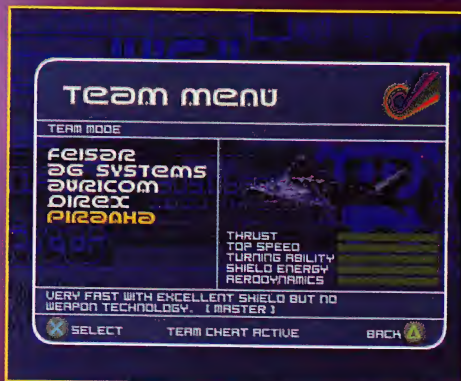 TEAM MENU
TEAM MODE
FEISAR
AG SYSTEMS
AURICOM
QIREX
PIRANHA
THRUST
TOP SPEED
TURNING ABILITY
SHIELD ENERGY
AERODYNAMICS
VERY FAST WITH EXCELLENT SHIELD BUT NO
WEAPON TECHNOLOGY. [ MASTER ]
SELECT TEAM CHEAT ACTIVE BACK